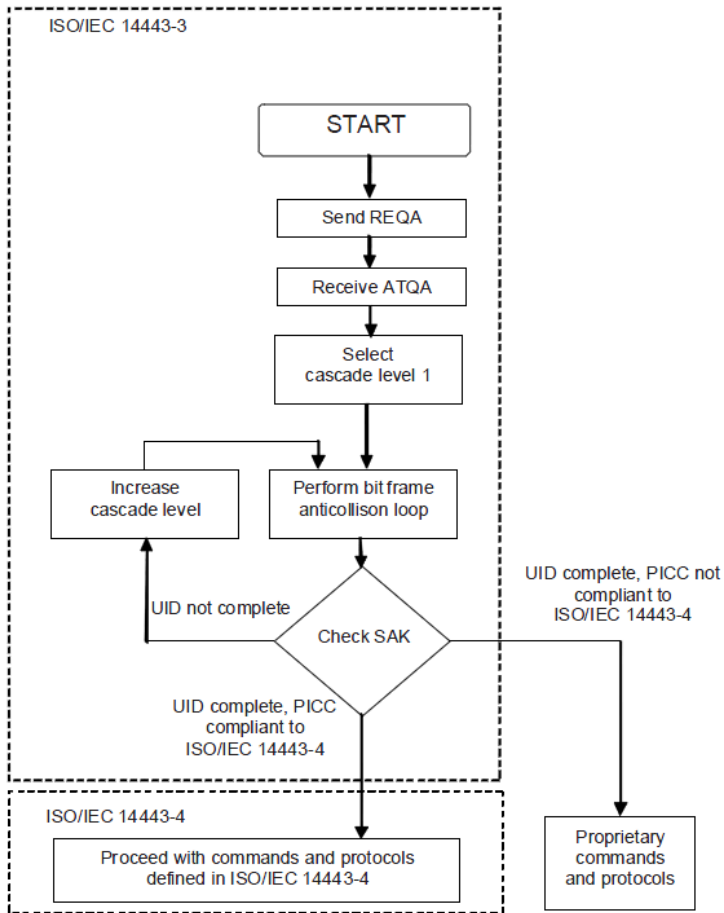 ISO/IEC 14443-3
START
Send REQA
Receive ATQA
Select
cascade level 1
Increase
cascade level
Perform bit frame
anticollison loop
UID not complete
Check SAK
UID complete, PICC not
compliant to
ISO/IEC 14443-4
UID complete, PICC
compliant to
ISO/IEC 14443-4
ISO/IEC 14443-4
Proceed with commands and protocols
defined in ISO/IEC 14443-4
Proprietary
commands
and protocols